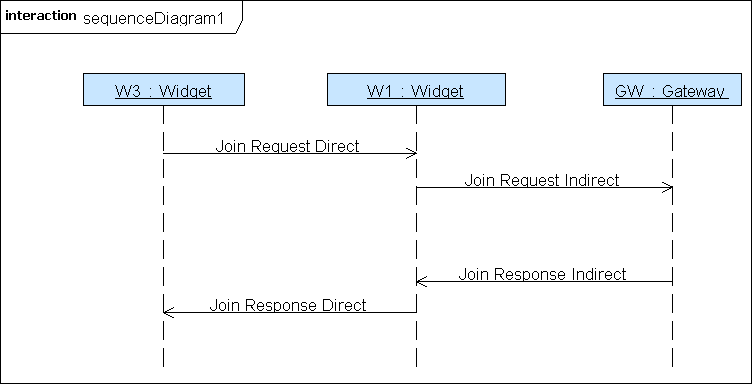 interaction sequenceDiagram1
W3 : Widget
W1 : Widget
GW : Gateway
Join Request Direct
Join Request Indirect
Join Response Indirect
Join Response Direct